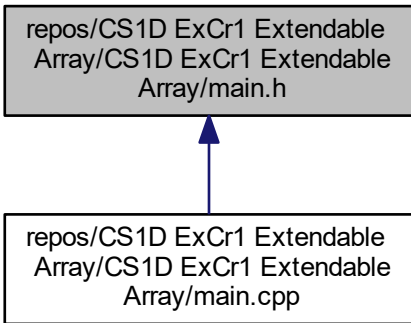 repos/CS1D ExCr1 Extendable
Array/CS1D ExCr1 Extendable
Array/main.h
repos/CS1D ExCr1 Extendable
Array/CS1D ExCr1 Extendable
Array/main.cpp